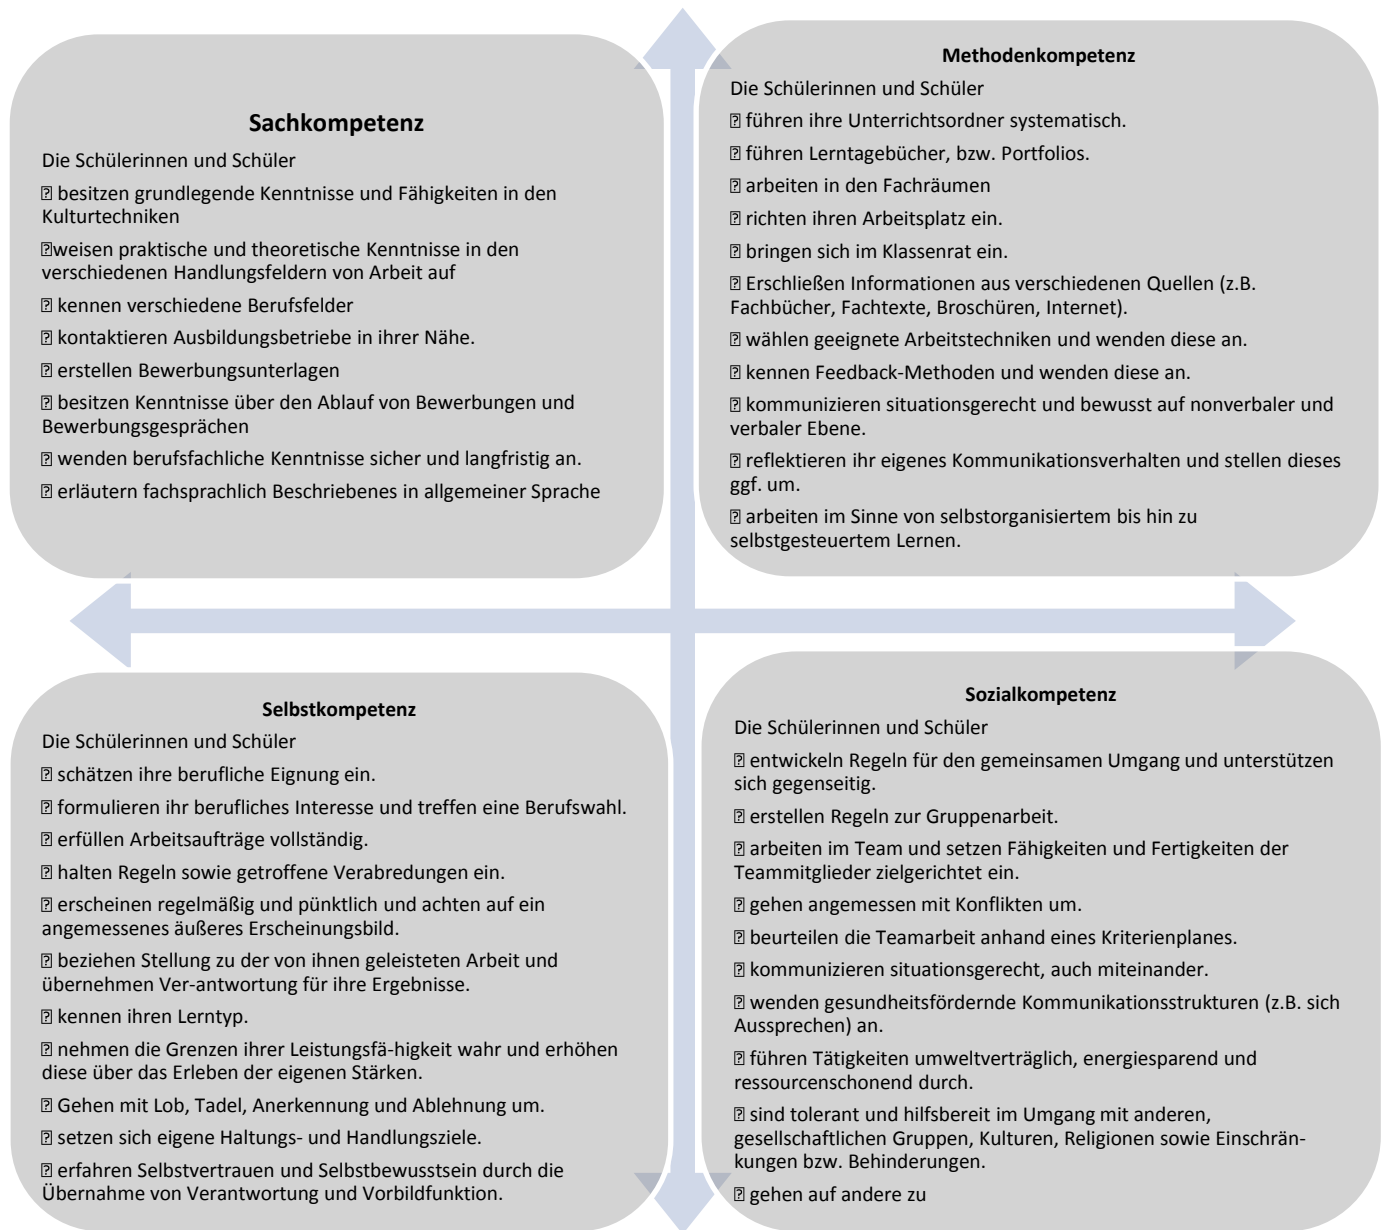 Sachkompetenz
Die Schülerinnen und Schüler
⍰ besitzen grundlegende Kenntnisse und Fähigkeiten in den
Kulturtechniken
⍰weisen praktische und theoretische Kenntnisse in den
verschiedenen Handlungsfeldern von Arbeit auf
⍰ kennen verschiedene Berufsfelder
⍰ kontaktieren Ausbildungsbetriebe in ihrer Nähe.
⍰ erstellen Bewerbungsunterlagen
⍰ besitzen Kenntnisse über den Ablauf von Bewerbungen und
Bewerbungsgesprächen
⍰ wenden berufsfachliche Kenntnisse sicher und langfristig an.
⍰ erläutern fachsprachlich Beschriebenes in allgemeiner Sprache
Methodenkompetenz
Die Schülerinnen und Schüler
⍰ führen ihre Unterrichtsordner systematisch.
⍰ führen Lerntagebücher, bzw. Portfolios.
⍰ arbeiten in den Fachräumen
⍰ richten ihren Arbeitsplatz ein.
⍰ bringen sich im Klassenrat ein.
⍰ Erschließen Informationen aus verschiedenen Quellen (z.B.
Fachbücher, Fachtexte, Broschüren, Internet).
⍰ wählen geeignete Arbeitstechniken und wenden diese an.
⍰ kennen Feedback-Methoden und wenden diese an.
⍰ kommunizieren situationsgerecht und bewusst auf nonverbaler und
verbaler Ebene.
⍰ reflektieren ihr eigenes Kommunikationsverhalten und stellen dieses
ggf. um.
⍰ arbeiten im Sinne von selbstorganisiertem bis hin zu
selbstgesteuertem Lernen.
Selbstkompetenz
Die Schülerinnen und Schüler
⍰ schätzen ihre berufliche Eignung ein.
⍰ formulieren ihr berufliches Interesse und treffen eine Berufswahl.
⍰ erfüllen Arbeitsaufträge vollständig.
⍰ halten Regeln sowie getroffene Verabredungen ein.
⍰ erscheinen regelmäßig und pünktlich und achten auf ein
angemessenes äußeres Erscheinungsbild.
⍰ beziehen Stellung zu der von ihnen geleisteten Arbeit und
übernehmen Ver-antwortung für ihre Ergebnisse.
⍰ kennen ihren Lerntyp.
⍰ nehmen die Grenzen ihrer Leistungsfä-higkeit wahr und erhöhen
diese über das Erleben der eigenen Stärken.
⍰ Gehen mit Lob, Tadel, Anerkennung und Ablehnung um.
⍰ setzen sich eigene Haltungs- und Handlungsziele.
⍰ erfahren Selbstvertrauen und Selbstbewusstsein durch die
Übernahme von Verantwortung und Vorbildfunktion.
Sozialkompetenz
Die Schülerinnen und Schüler
⍰ entwickeln Regeln für den gemeinsamen Umgang und unterstützen
sich gegenseitig.
⍰ erstellen Regeln zur Gruppenarbeit.
⍰ arbeiten im Team und setzen Fähigkeiten und Fertigkeiten der
Teammitglieder zielgerichtet ein.
⍰ gehen angemessen mit Konflikten um.
⍰ beurteilen die Teamarbeit anhand eines Kriterienplanes.
⍰ kommunizieren situationsgerecht, auch miteinander.
⍰ wenden gesundheitsfördernde Kommunikationsstrukturen (z.B. sich
Aussprechen) an.
⍰ führen Tätigkeiten umweltverträglich, energiesparend und
ressourcenschonend durch.
⍰ sind tolerant und hilfsbereit im Umgang mit anderen,
gesellschaftlichen Gruppen, Kulturen, Religionen sowie Einschrän-
kungen bzw. Behinderungen.
⍰ gehen auf andere zu